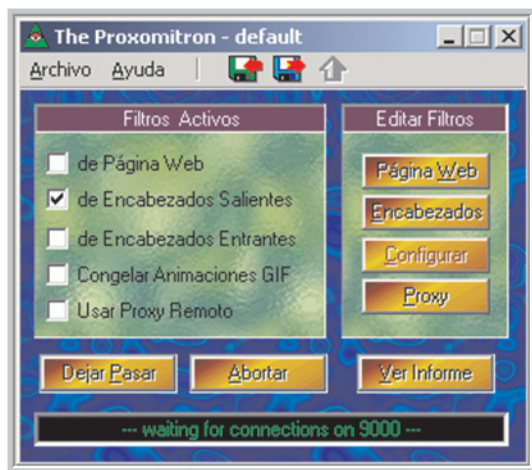 The Proxomitron - default
Archivo Ayuda
Filtros Activos
de Página Web
de Encabezados Salientes
de Encabezados Entrantes
Congelar Animaciones GIF
Usar Proxy Remoto
Editar Filtros
Página Web
Encabezados
Configurar
Proxy
Dejar Pasar Abortar Ver Informe
--- waiting for connections on 9000 ---